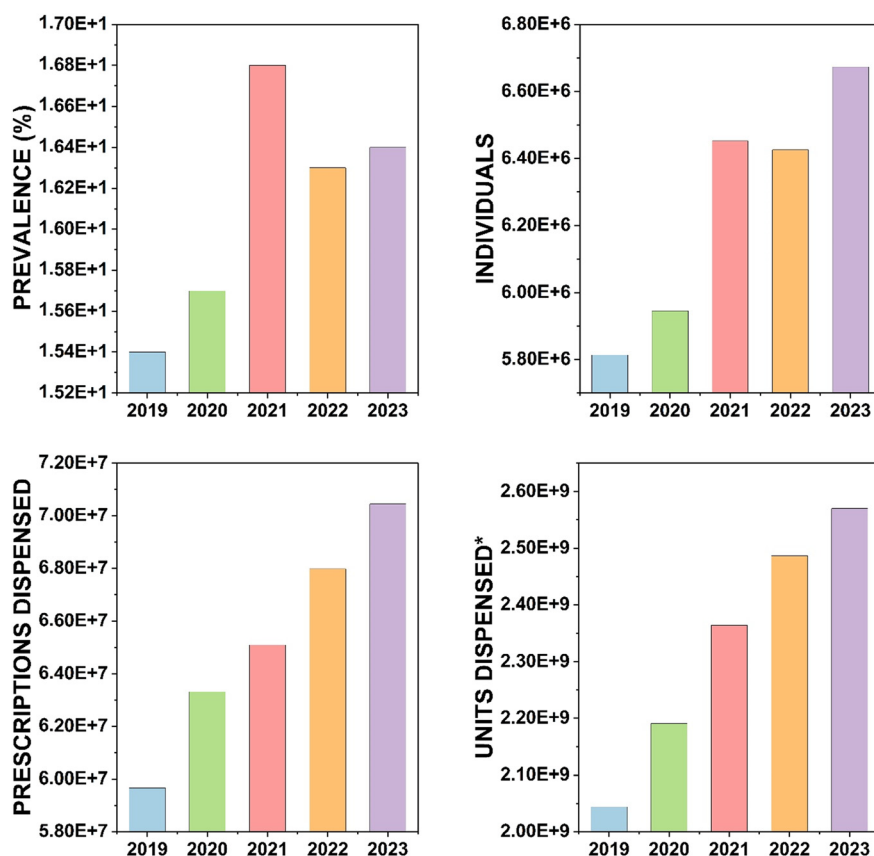 PREVALENCE (%)
1.70E+1
1.68E+1
1.66E+1
1.64E+1
1.62E+1
1.60E+1
1.58E+1
1.56E+1
1.54E+1
1.52E+1
2019 2020 2021 2022 2023
INDIVIDUALS
6.80E+6
6.60E+6
6.40E+6
6.20E+6
6.00E+6
5.80E+6
2019 2020 2021 2022 2023
PRESCRIPTIONS DISPENSED
7.20E+7
7.00E+7
6.80E+7
6.60E+7
6.40E+7
6.20E+7
6.00E+7
5.80E+7
2019 2020 2021 2022 2023
UNITS DISPENSED*
2.60E+9
2.50E+9
2.40E+9
2.30E+9
2.20E+9
2.10E+9
2.00E+9
2019 2020 2021 2022 2023